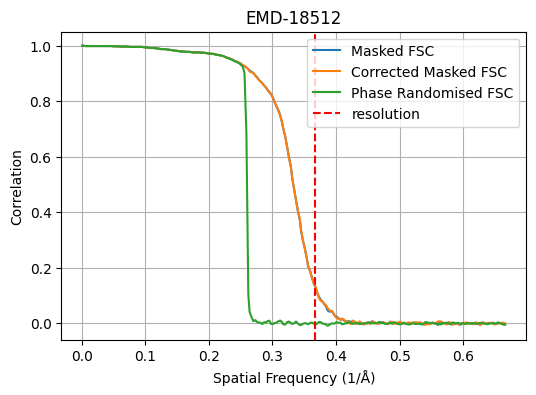 EMD-18512
1.0
0.8
0.6
0.4
0.2
0.0
Correlation
Masked FSC
Corrected Masked FSC
Phase Randomised FSC
resolution
0.0 0.1 0.2 0.3 0.4 0.5 0.6
Spatial Frequency (1/Å)